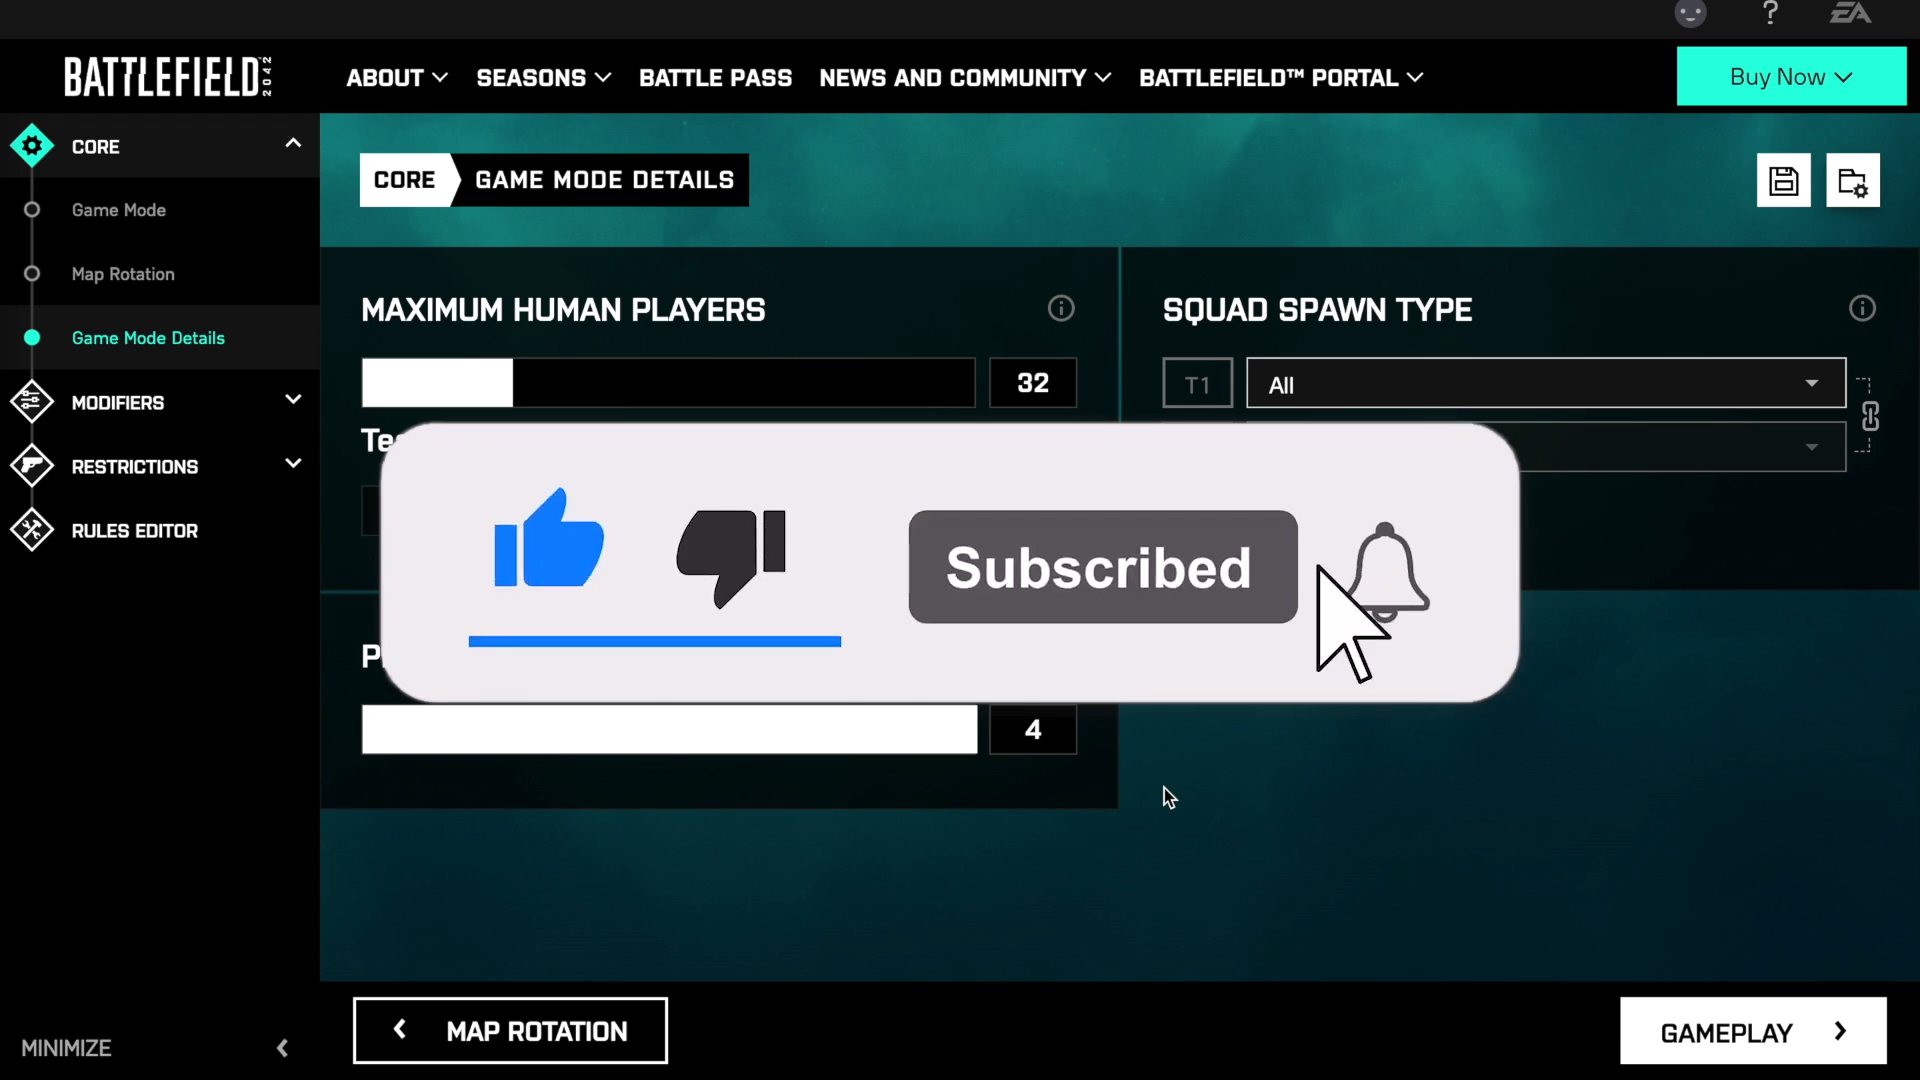 ?
EA
BATTLEFIELD 2042
ABOUT
SEASONS
BATTLE PASS
NEWS AND COMMUNITY
BATTLEFIELD™ PORTAL
Buy Now
CORE
Game Mode
Map Rotation
Game Mode Details
MODIFIERS
RESTRICTIONS
RULES EDITOR
MINIMIZE
CORE
GAME MODE DETAILS
MAXIMUM HUMAN PLAYERS
32
SQUAD SPAWN TYPE
T1
All
Subscribed
4
MAP ROTATION
GAMEPLAY